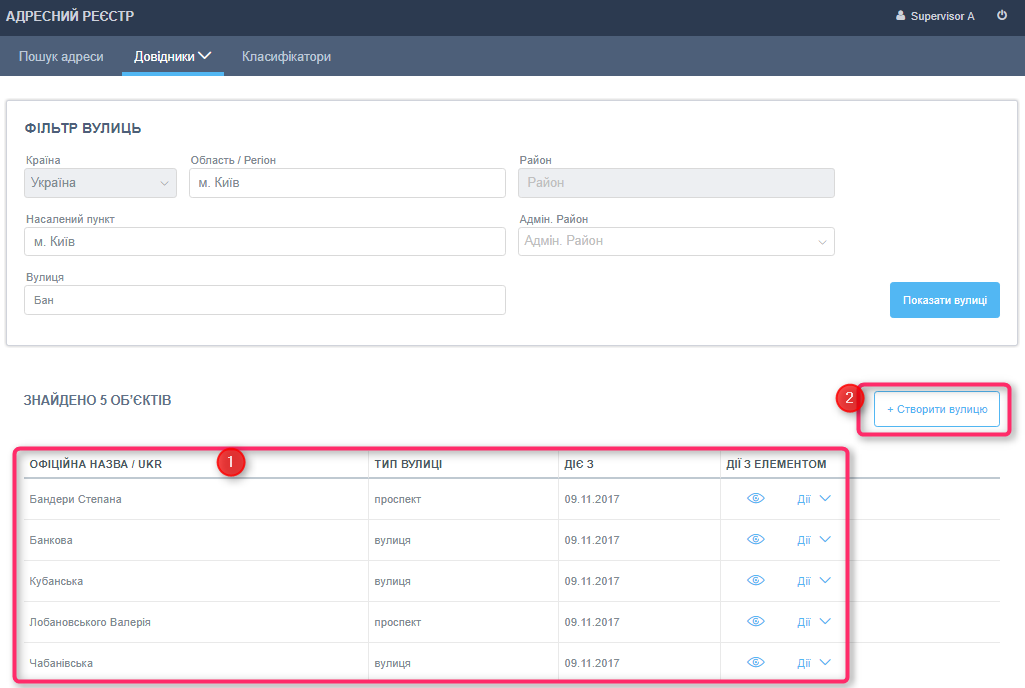 АДРЕСНИЙ РЕЄСТР
Supervisor A
Пошук адреси Довідники Класифікатори
ФІЛЬТР ВУЛИЦЬ
Країна Область / Регіон Район
Україна м. Київ Район
Насалений пункт Адмін. Район
м. Київ Адмін. Район
Вулиця
Бан
Показати вулиці
ЗНАЙДЕНО 5 ОБ'ЄКТІВ
2
+ Створити вулицю
ОФІЦІЙНА НАЗВА / UKR 1 ТИП ВУЛИЦІ ДІЄ З ДІЇ З ЕЛЕМЕНТОМ
Бандери Степана проспект 09.11.2017 Дії
Банкова вулиця 09.11.2017 Дії
Кубанська вулиця 09.11.2017 Дії
Лобановського Валерія проспект 09.11.2017 Дії
Чабанівська вулиця 09.11.2017 Дії